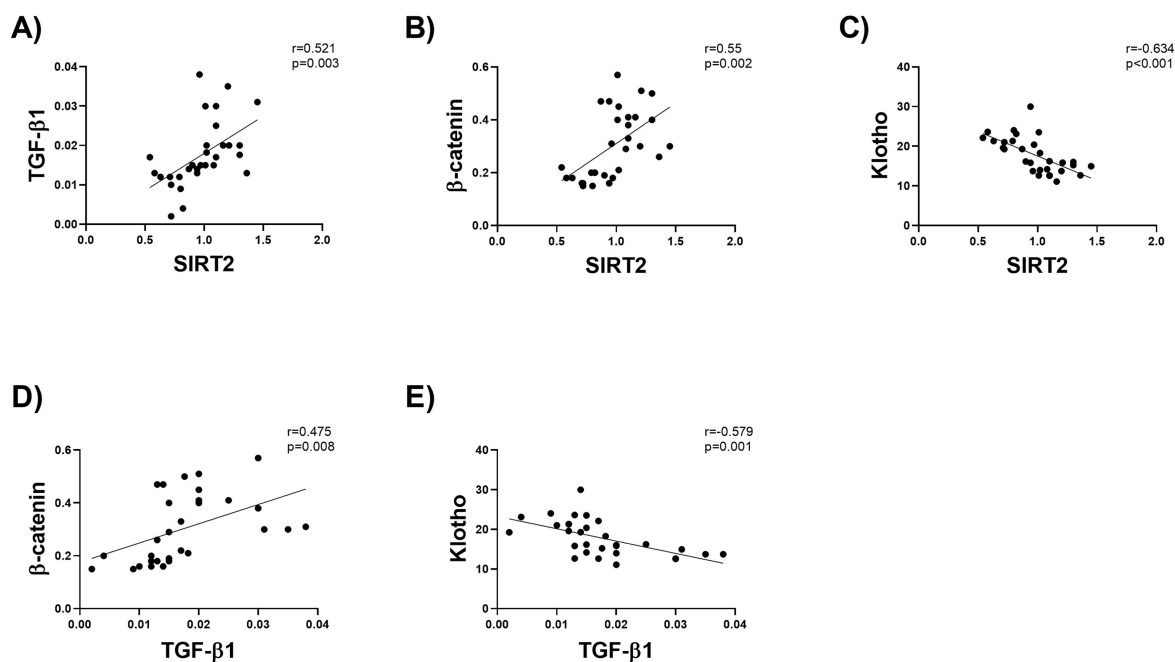 A)
r=0.521
p=0.003
0.04
0.03
0.02
0.01
0.00
TGF-β1
0.0 0.5 1.0 1.5 2.0
SIRT2
B)
r=0.55
p=0.002
0.6
0.4
0.2
0.0
β-catenin
0.0 0.5 1.0 1.5 2.0
SIRT2
C)
r=-0.634
p<0.001
40
30
20
10
0
Klotho
0.0 0.5 1.0 1.5 2.0
SIRT2
D)
r=0.475
p=0.008
0.6
0.4
0.2
0.0
β-catenin
0.00 0.01 0.02 0.03 0.04
TGF-β1
E)
r=-0.579
p=0.001
40
30
20
10
0
Klotho
0.00 0.01 0.02 0.03 0.04
TGF-β1